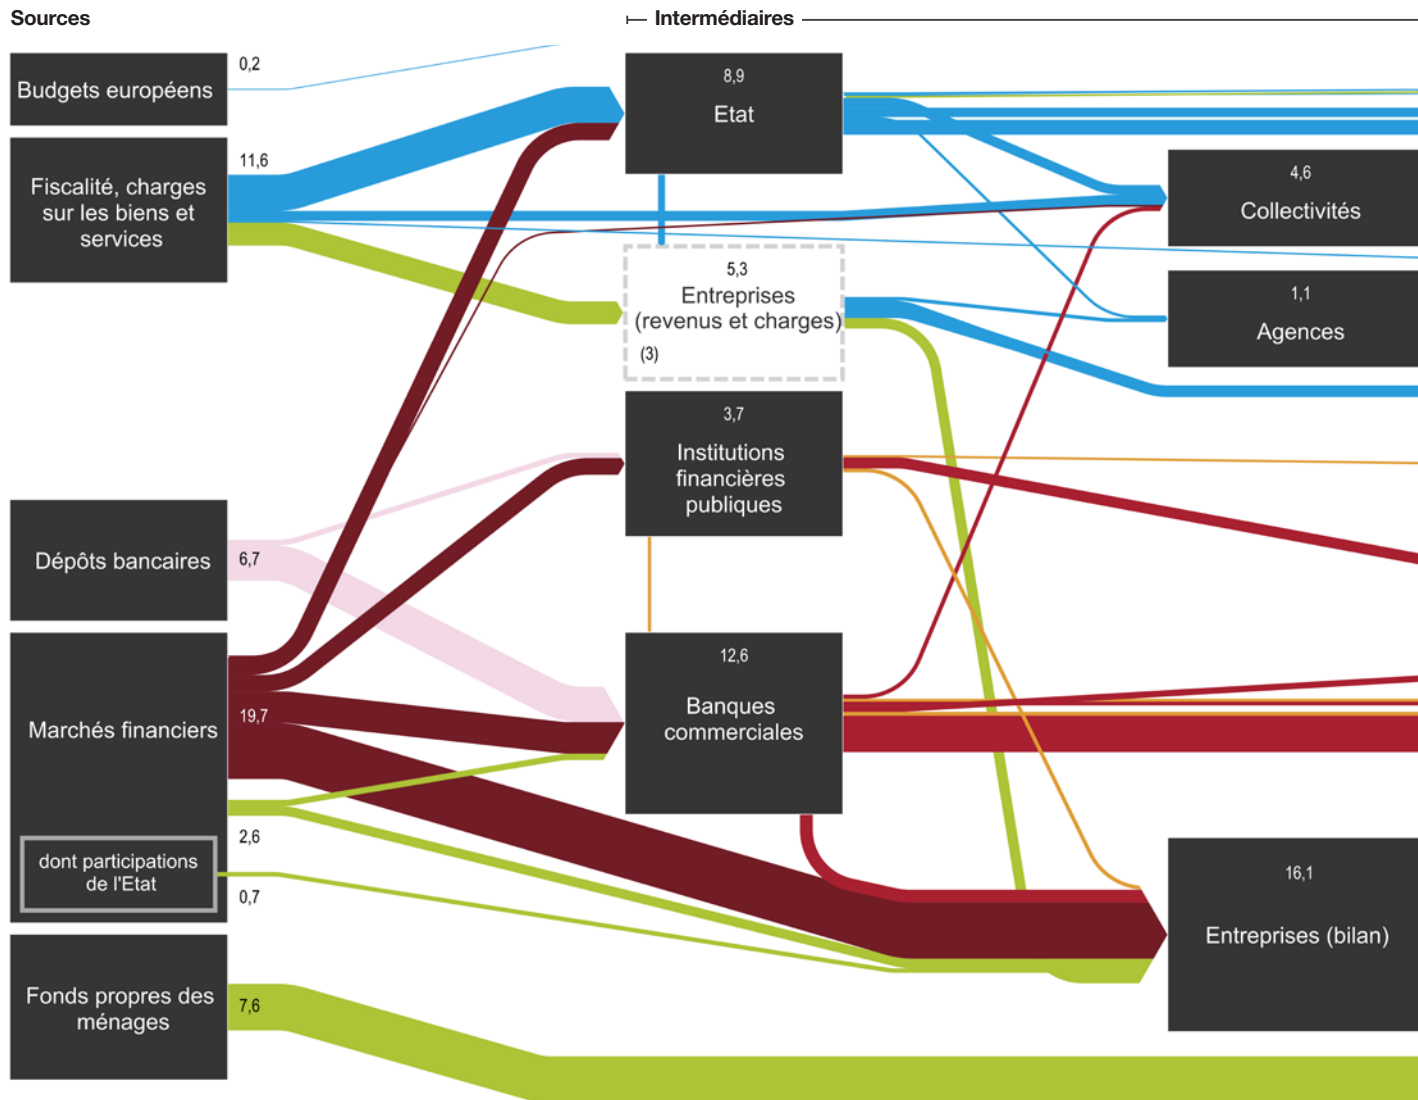 Sources
Intermédiaires
Budgets européens
0,2
Fiscalité, charges
sur les biens et
services
11,6
Dépôts bancaires
6,7
Marchés financiers
19,7
2,6
dont participations
de l'Etat
0,7
Fonds propres des
ménages
7,6
8,9
Etat
5,3
Entreprises
(revenus et charges)
(3)
3,7
Institutions
financières
publiques
12,6
Banques
commerciales
4,6
Collectivités
1,1
Agences
16,1
Entreprises (bilan)